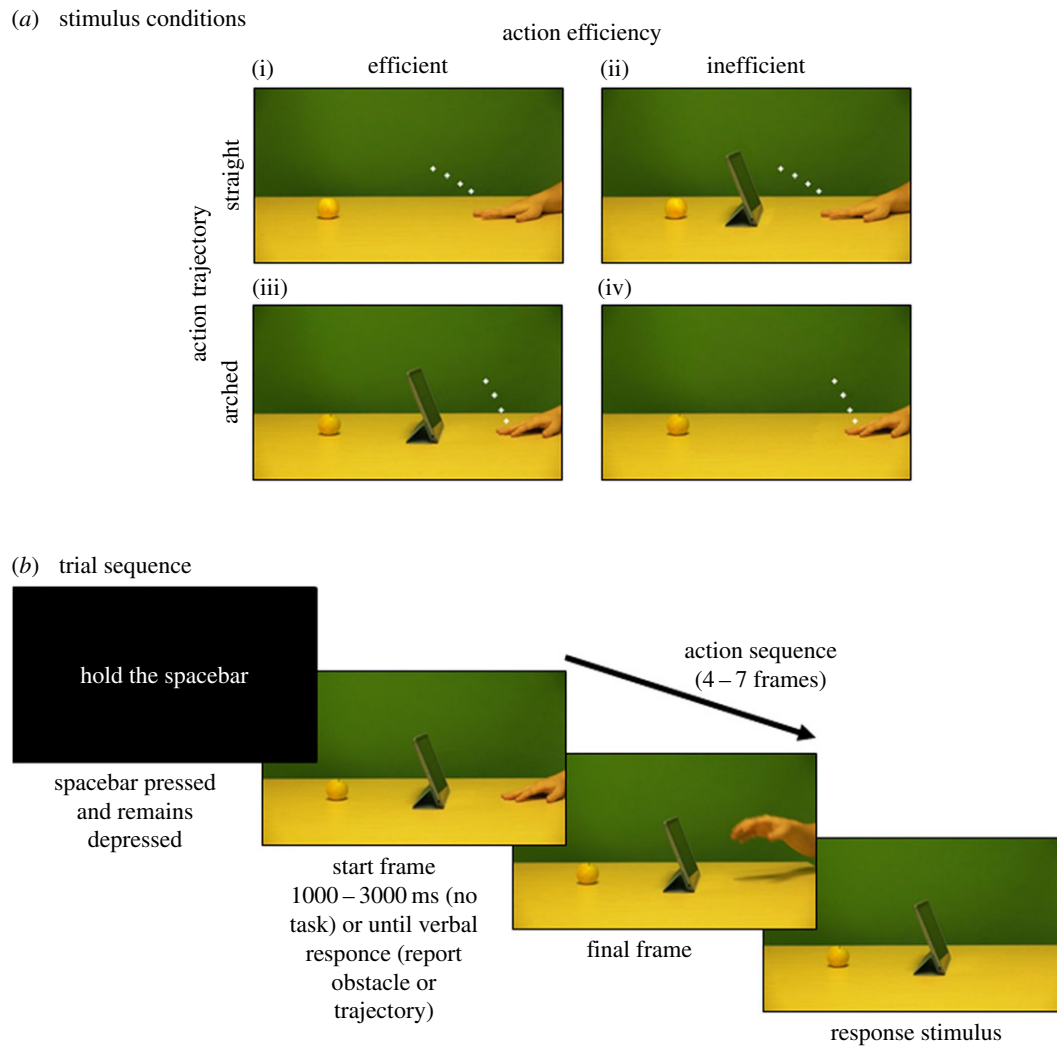 (a) stimulus conditions
action efficiency
(i) efficient
(ii) inefficient
action trajectory
straight
(iii)
(iv)
arched
(b) trial sequence
hold the spacebar
spacebar pressed
and remains
depressed
action sequence
(4 – 7 frames)
start frame
1000 – 3000 ms (no
task) or until verbal
responce (report
obstacle or
trajectory)
final frame
response stimulus